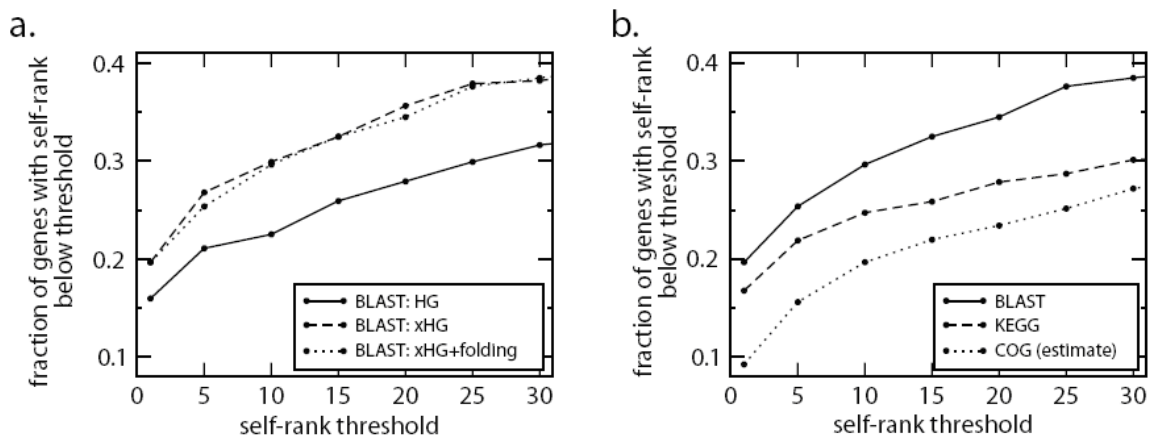 a.
fraction of genes with self-rank
below threshold
0.4
0.3
0.2
0.1
BLAST: HG
BLAST: xHG
BLAST: xHG+folding
0 5 10 15 20 25 30
self-rank threshold
b.
fraction of genes with self-rank
below threshold
0.4
0.3
0.2
0.1
BLAST
KEGG
COG (estimate)
0 5 10 15 20 25 30
self-rank threshold